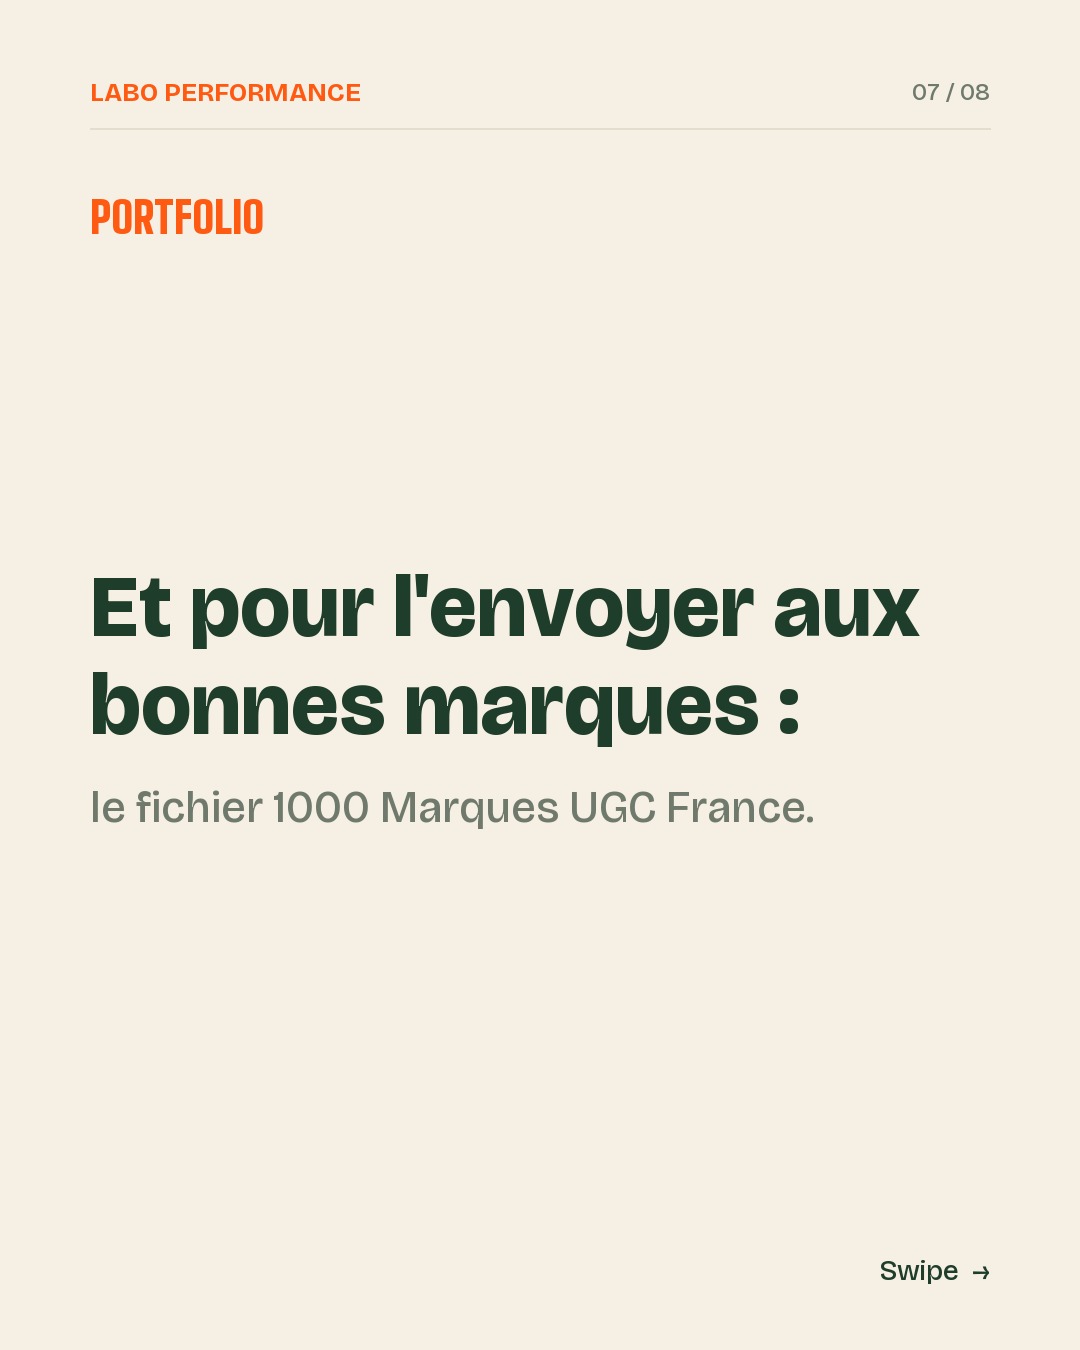 LABO PERFORMANCE
07 / 08
PORTFOLIO
Et pour l'envoyer aux
bonnes marques :
le fichier 1000 Marques UGC France.
Swipe →